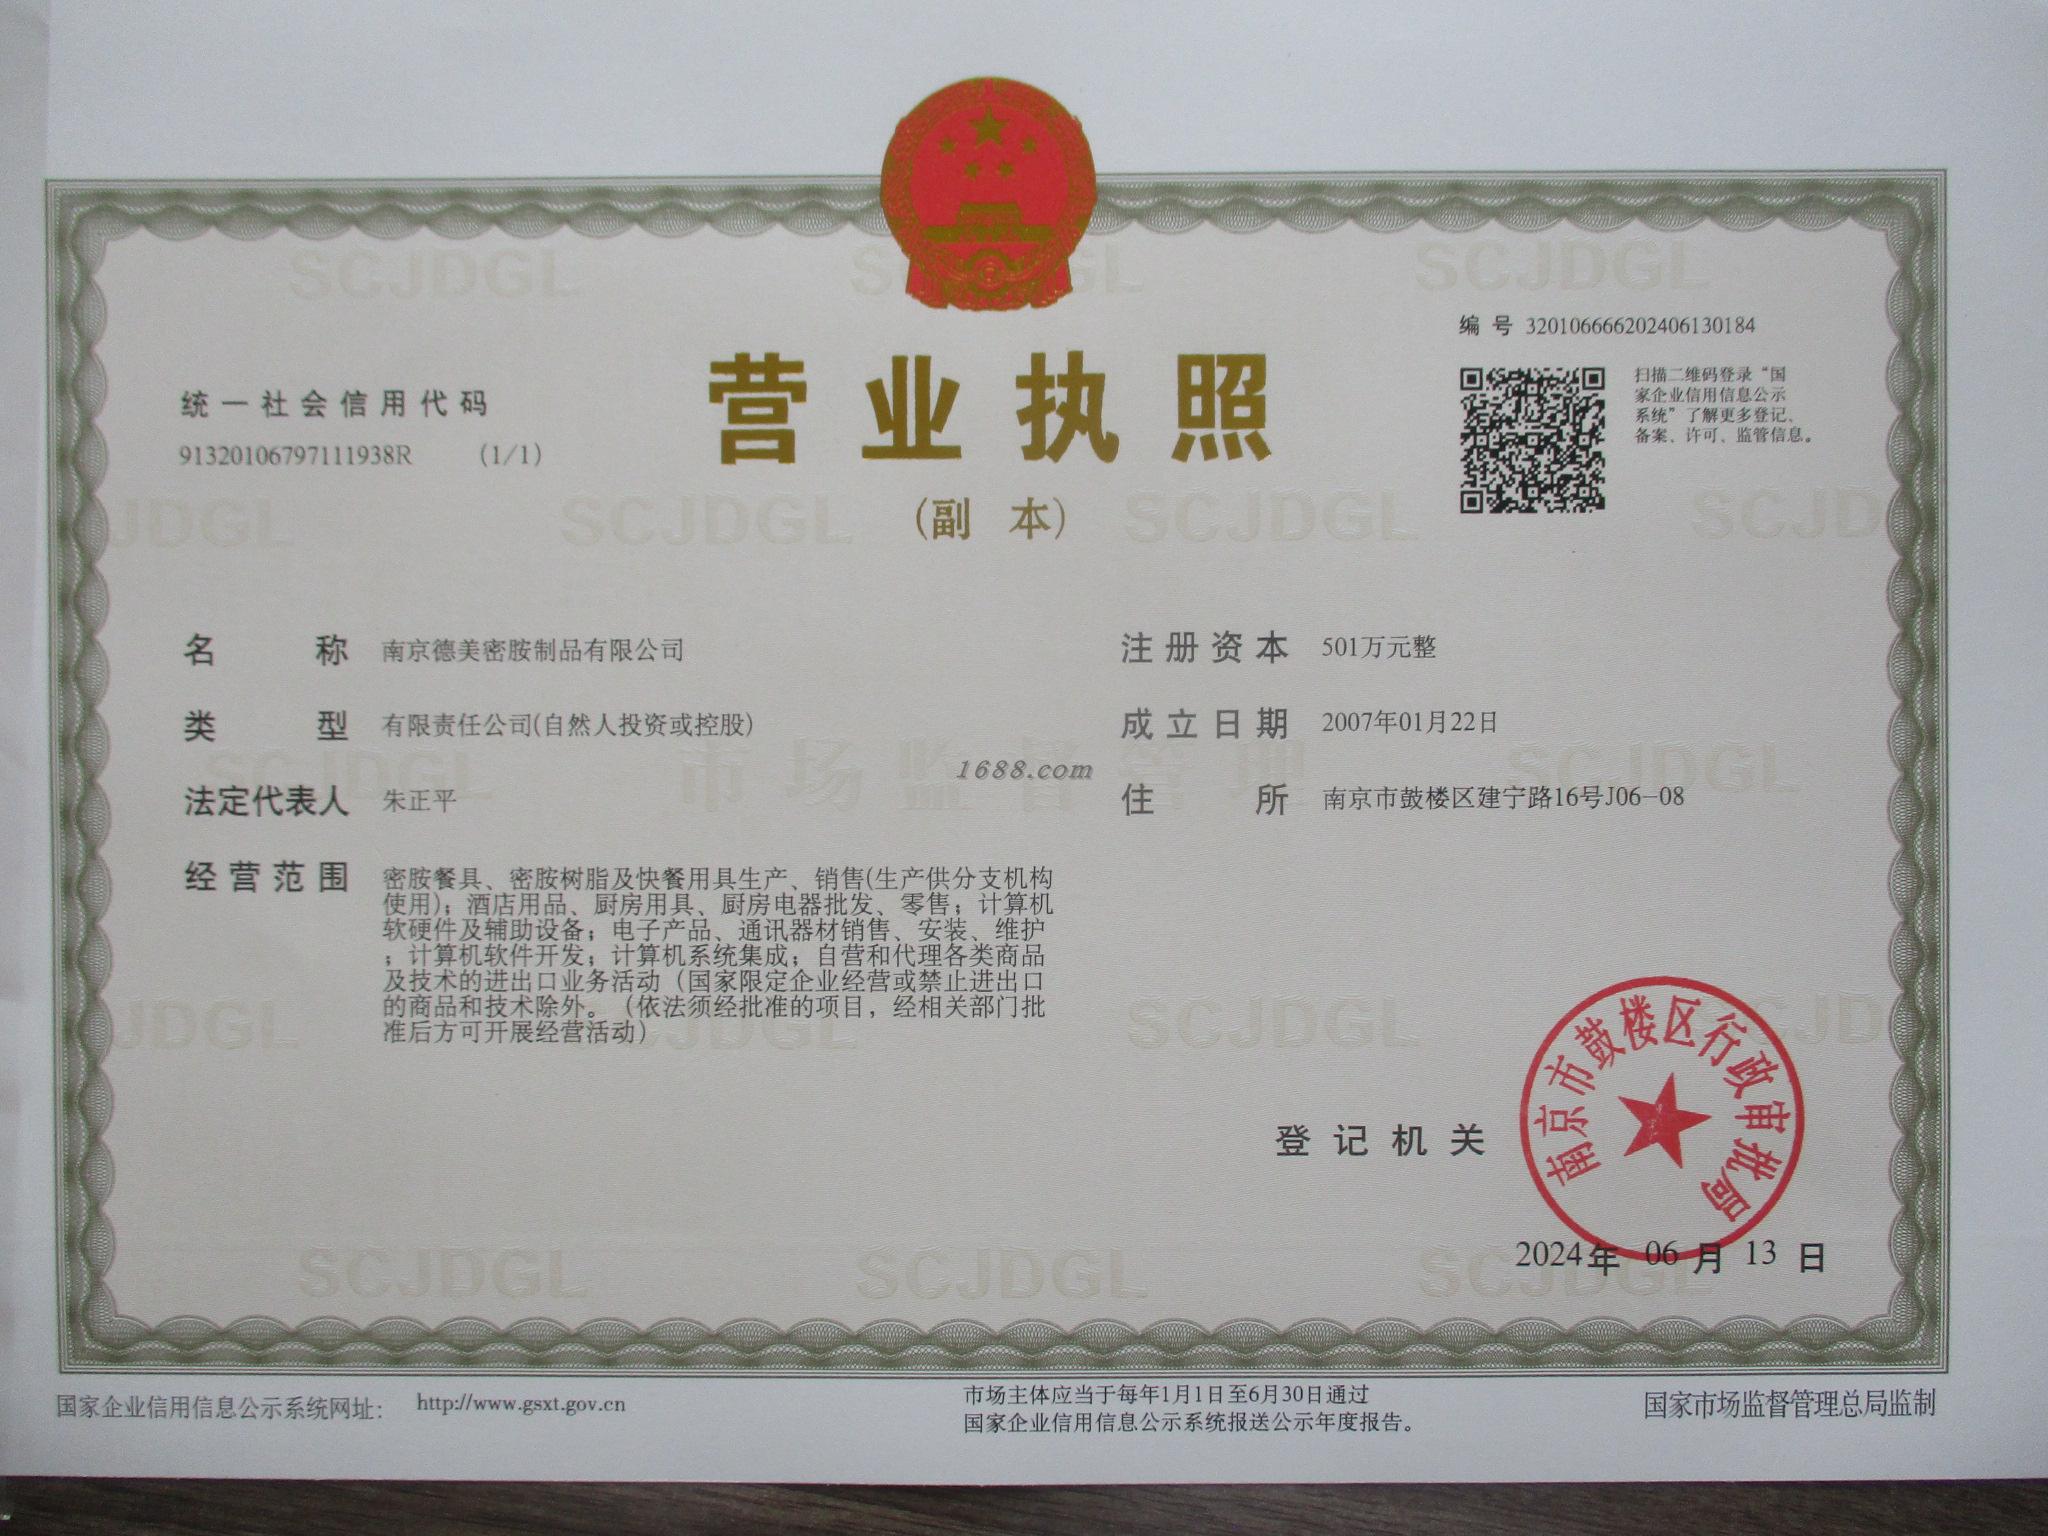 编号 320106666202406130184
统一社会信用代码
91320106797111938R (1/1)
营业执照
(副本)
扫描二维码登录“国
家企业信用信息公示
系统”了解更多登记、
备案、许可、监管信息。
名称 南京德美密胺制品有限公司
类型 有限责任公司(自然人投资或控股)
法定代表人 朱正平
经营范围 密胺餐具、密胺树脂及快餐用具生产、销售(生产供分支机构
使用)；酒店用品、厨房用具、厨房电器批发、零售；计算机
软硬件及辅助设备；电子产品、通讯器材销售、安装、维护
；计算机软件开发；计算机系统集成；自营和代理各类商品
及技术的进出口业务活动（国家限定企业经营或禁止进出口
的商品和技术除外。（依法须经批准的项目，经相关部门批
准后方可开展经营活动）
注册资本 501万元整
成立日期 2007年01月22日
住所 南京市鼓楼区建宁路16号J06-08
1688.com
市场监督管理
SCJDGL
登记机关
南京市鼓楼区行政审批局
2024年 06月 13日
国家企业信用信息公示系统网址： http://www.gsxt.gov.cn
市场主体应当于每年1月1日至6月30日通过
国家企业信用信息公示系统报送公示年度报告。
国家市场监督管理总局监制